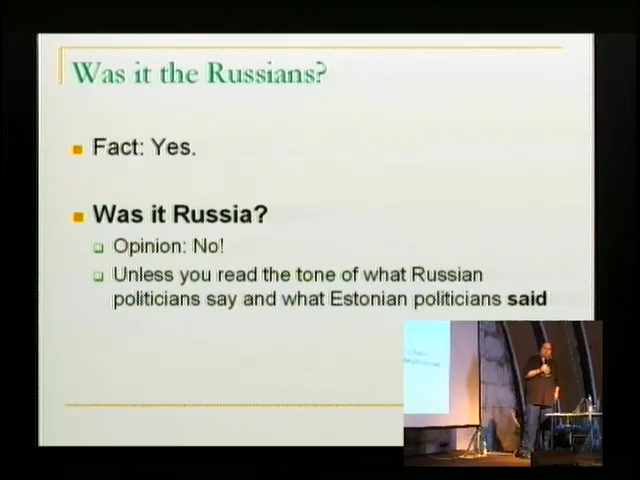 Was it the Russians?
Fact: Yes.
Was it Russia?
Opinion: No!
Unless you read the tone of what Russian
politicians say and what Estonian politicians said